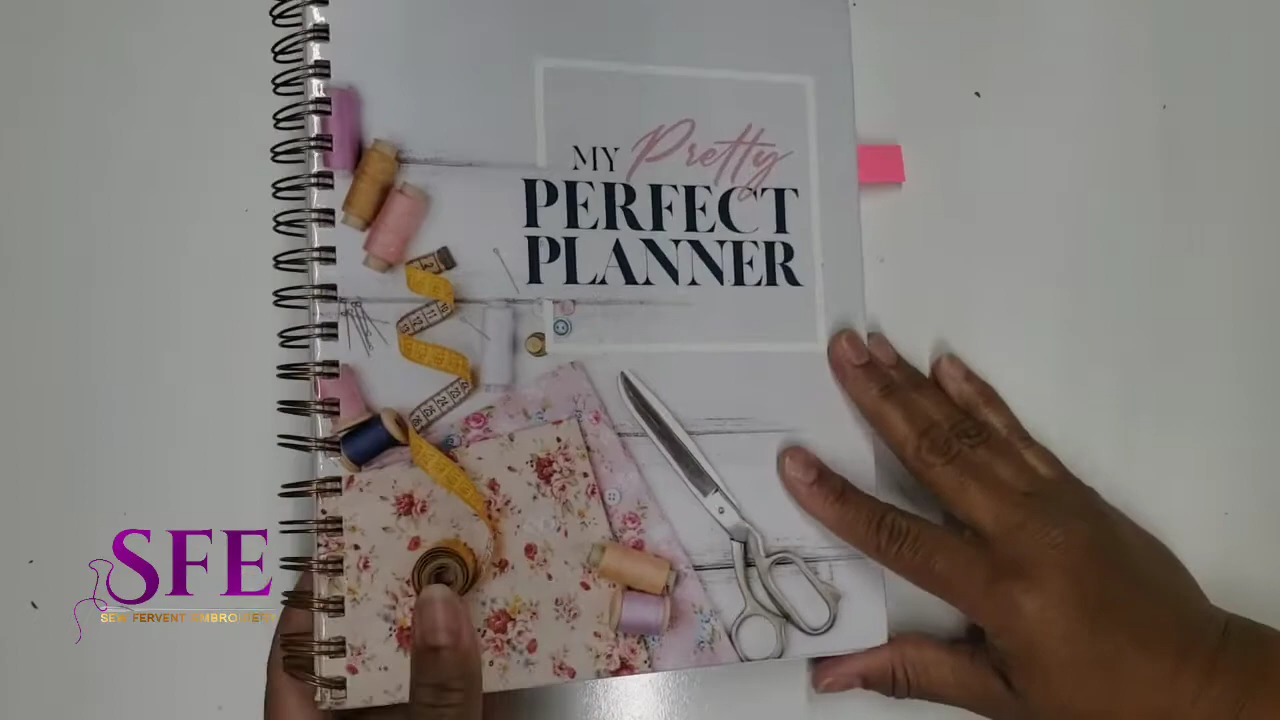 MY Pretty
PERFECT
PLANNER
SFE
SEW FERVENT EMBROIDERY